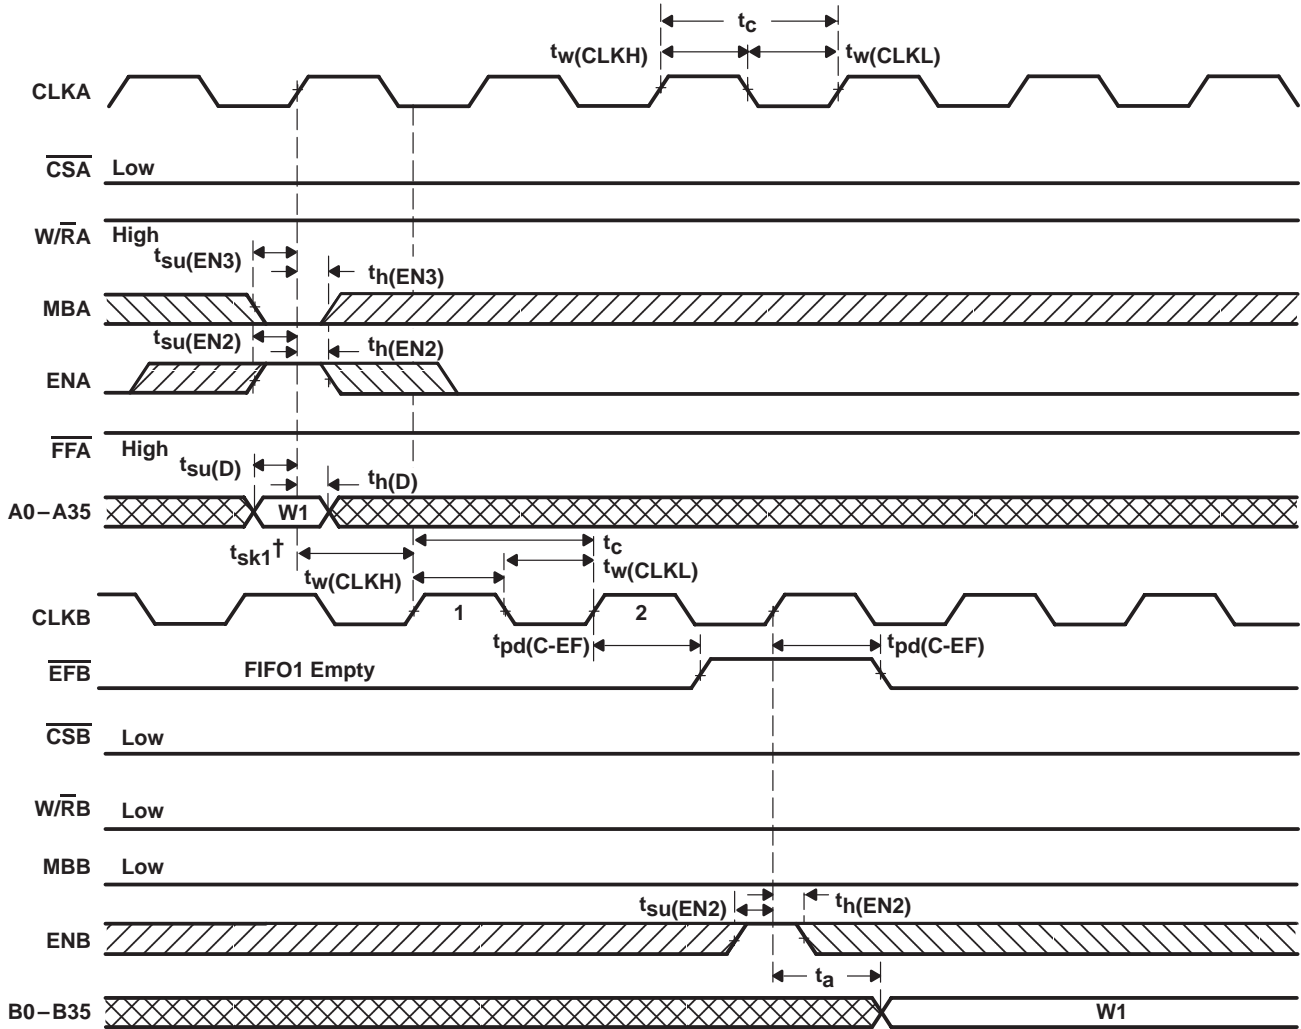 tc
tw(CLKH)
tw(CLKL)
CLKA
CSA Low
W/RA High
tsu(EN3)
th(EN3)
MBA
tsu(EN2)
th(EN2)
ENA
FFA High
tsu(D)
th(D)
A0–A35 W1
tsk1†
tc
tw(CLKH)
tw(CLKL)
CLKB 1 2
tpd(C-EF)
tpd(C-EF)
EFB FIFO1 Empty
CSB Low
W/RB Low
MBB Low
tsu(EN2)
th(EN2)
ENB
ta
B0–B35 W1